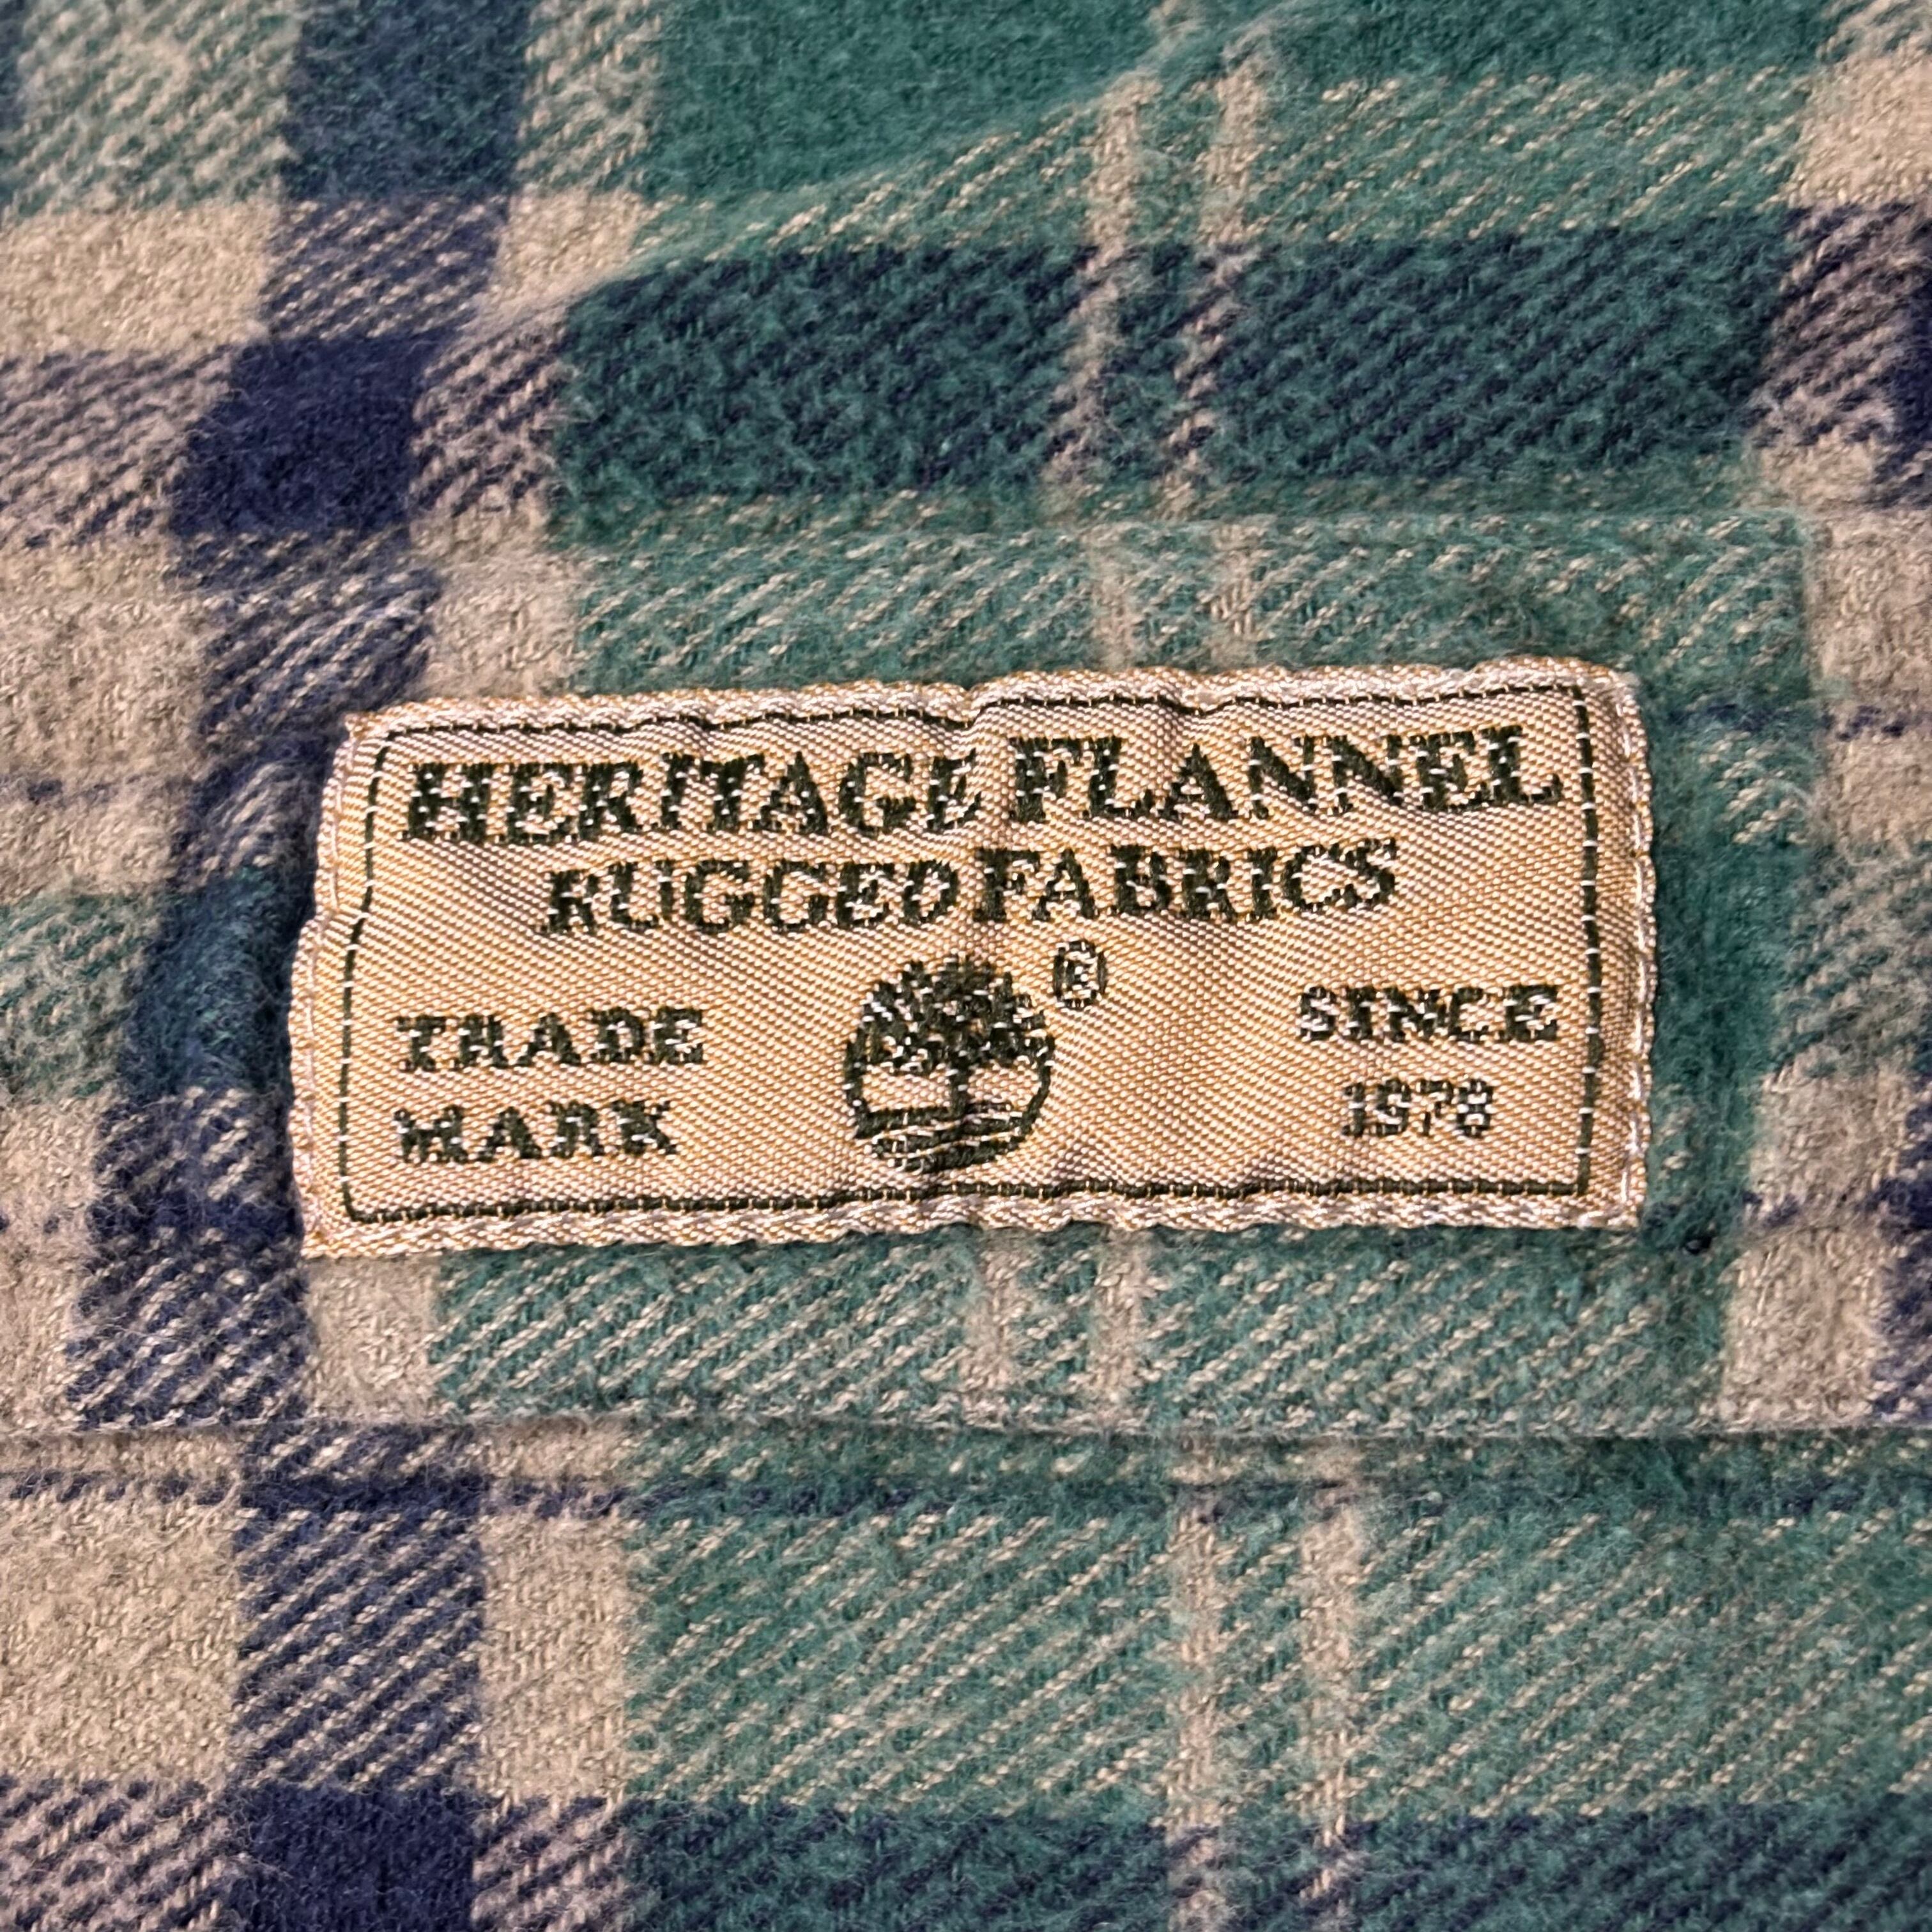 HERITAGE FLANNEL
RUGGED FABRICS
®
TRADE
MARK
SINCE
1978